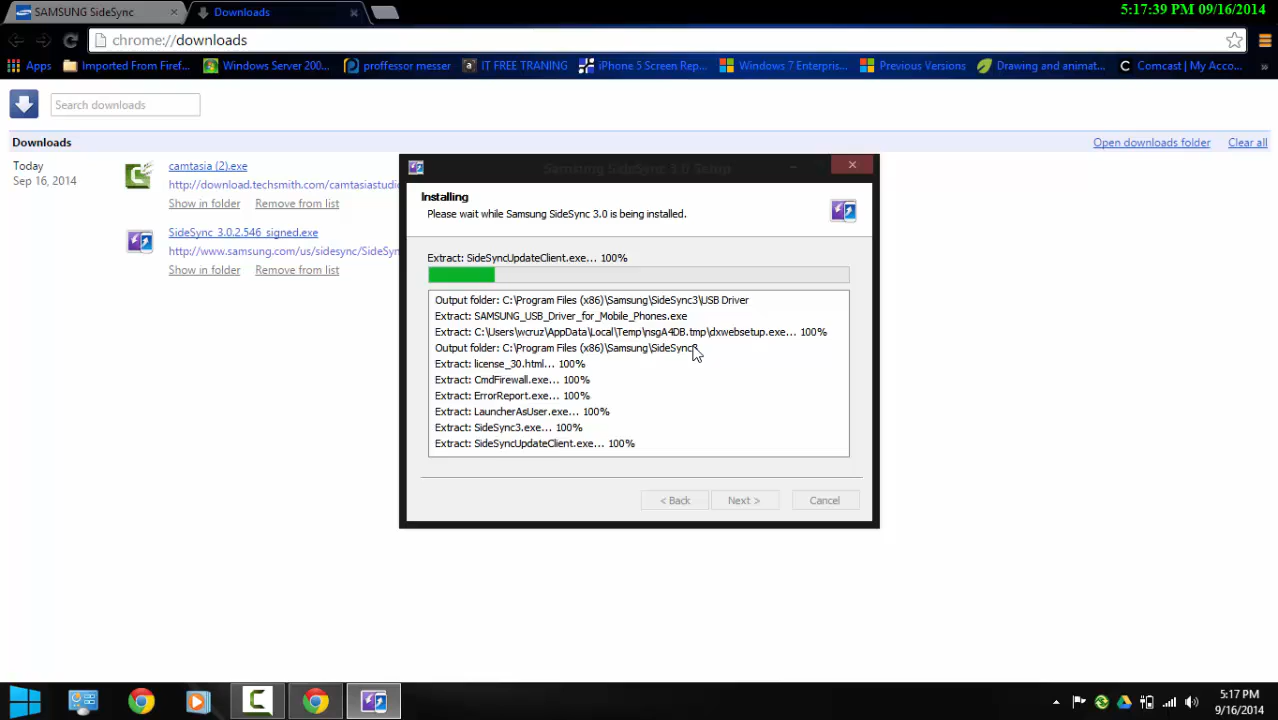 SAMSUNG SideSync
Downloads
5:17:39 PM 09/16/2014
chrome://downloads
Apps
Imported From Firef...
Windows Server 200...
proffessor messer
IT FREE TRANING
iPhone 5 Screen Rep...
Windows 7 Enterpris...
Previous Versions
Drawing and animat...
Comcast | My Acco...
Search downloads
Downloads
Open downloads folder
Clear all
Today
Sep 16, 2014
camtasia (2).exe
http://download.techsmith.com/camtasiastudi
Show in folder
Remove from list
SideSync_3.0.2.546_signed.exe
http://www.samsung.com/us/sidesync/SideSyn
Show in folder
Remove from list
Samsung SideSync 3.0 Setup
Installing
Please wait while Samsung SideSync 3.0 is being installed.
Extract: SideSyncUpdateClient.exe... 100%
Output folder: C:\Program Files (x86)\Samsung\SideSync3\USB Driver
Extract: SAMSUNG_USB_Driver_for_Mobile_Phones.exe
Extract: C:\Users\wcruz\AppData\Local\Temp\nsgA4DB.tmp\dxwebsetup.exe... 100%
Output folder: C:\Program Files (x86)\Samsung\SideSync3
Extract: license_30.html... 100%
Extract: CmdFirewall.exe... 100%
Extract: ErrorReport.exe... 100%
Extract: LauncherAsUser.exe... 100%
Extract: SideSync3.exe... 100%
Extract: SideSyncUpdateClient.exe... 100%
< Back
Next >
Cancel
5:17 PM
9/16/2014